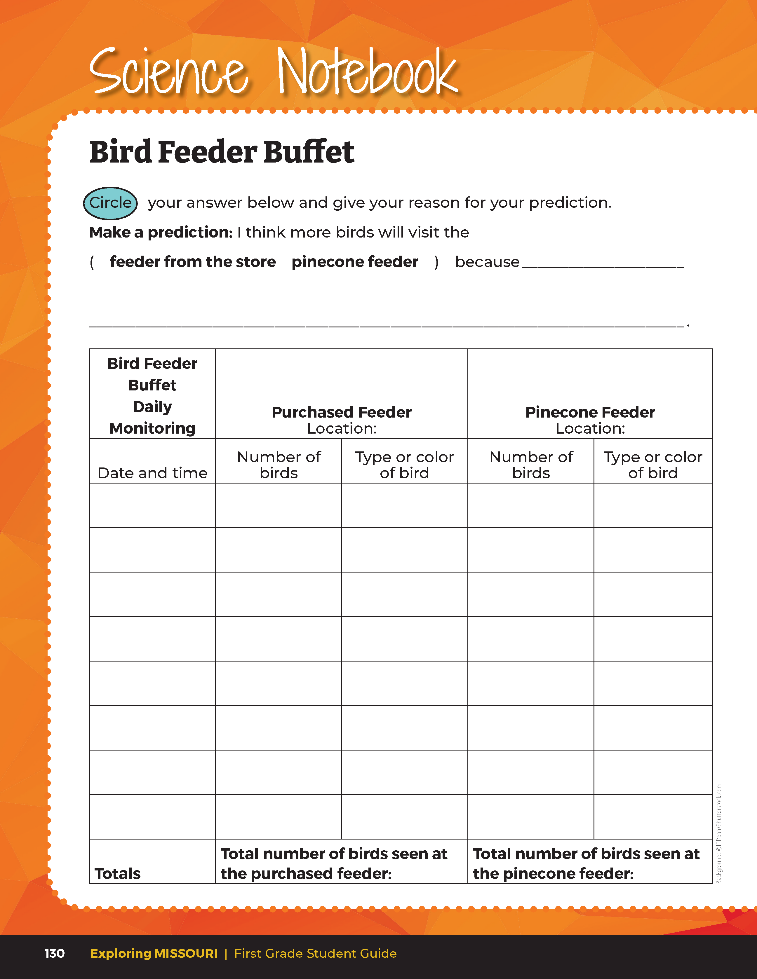 Science Notebook
Bird Feeder Buffet
Circle your answer below and give your reason for your prediction.
Make a prediction: I think more birds will visit the
( feeder from the store pinecone feeder ) because_____________________
_______________________________________________________________.
Bird Feeder
Buffet
Daily
Monitoring
Purchased Feeder
Location:
Pinecone Feeder
Location:
Date and time
Number of
birds
Type or color
of bird
Number of
birds
Type or color
of bird
Totals
Total number of birds seen at
the purchased feeder:
Total number of birds seen at
the pinecone feeder:
130 Exploring MISSOURI | First Grade Student Guide